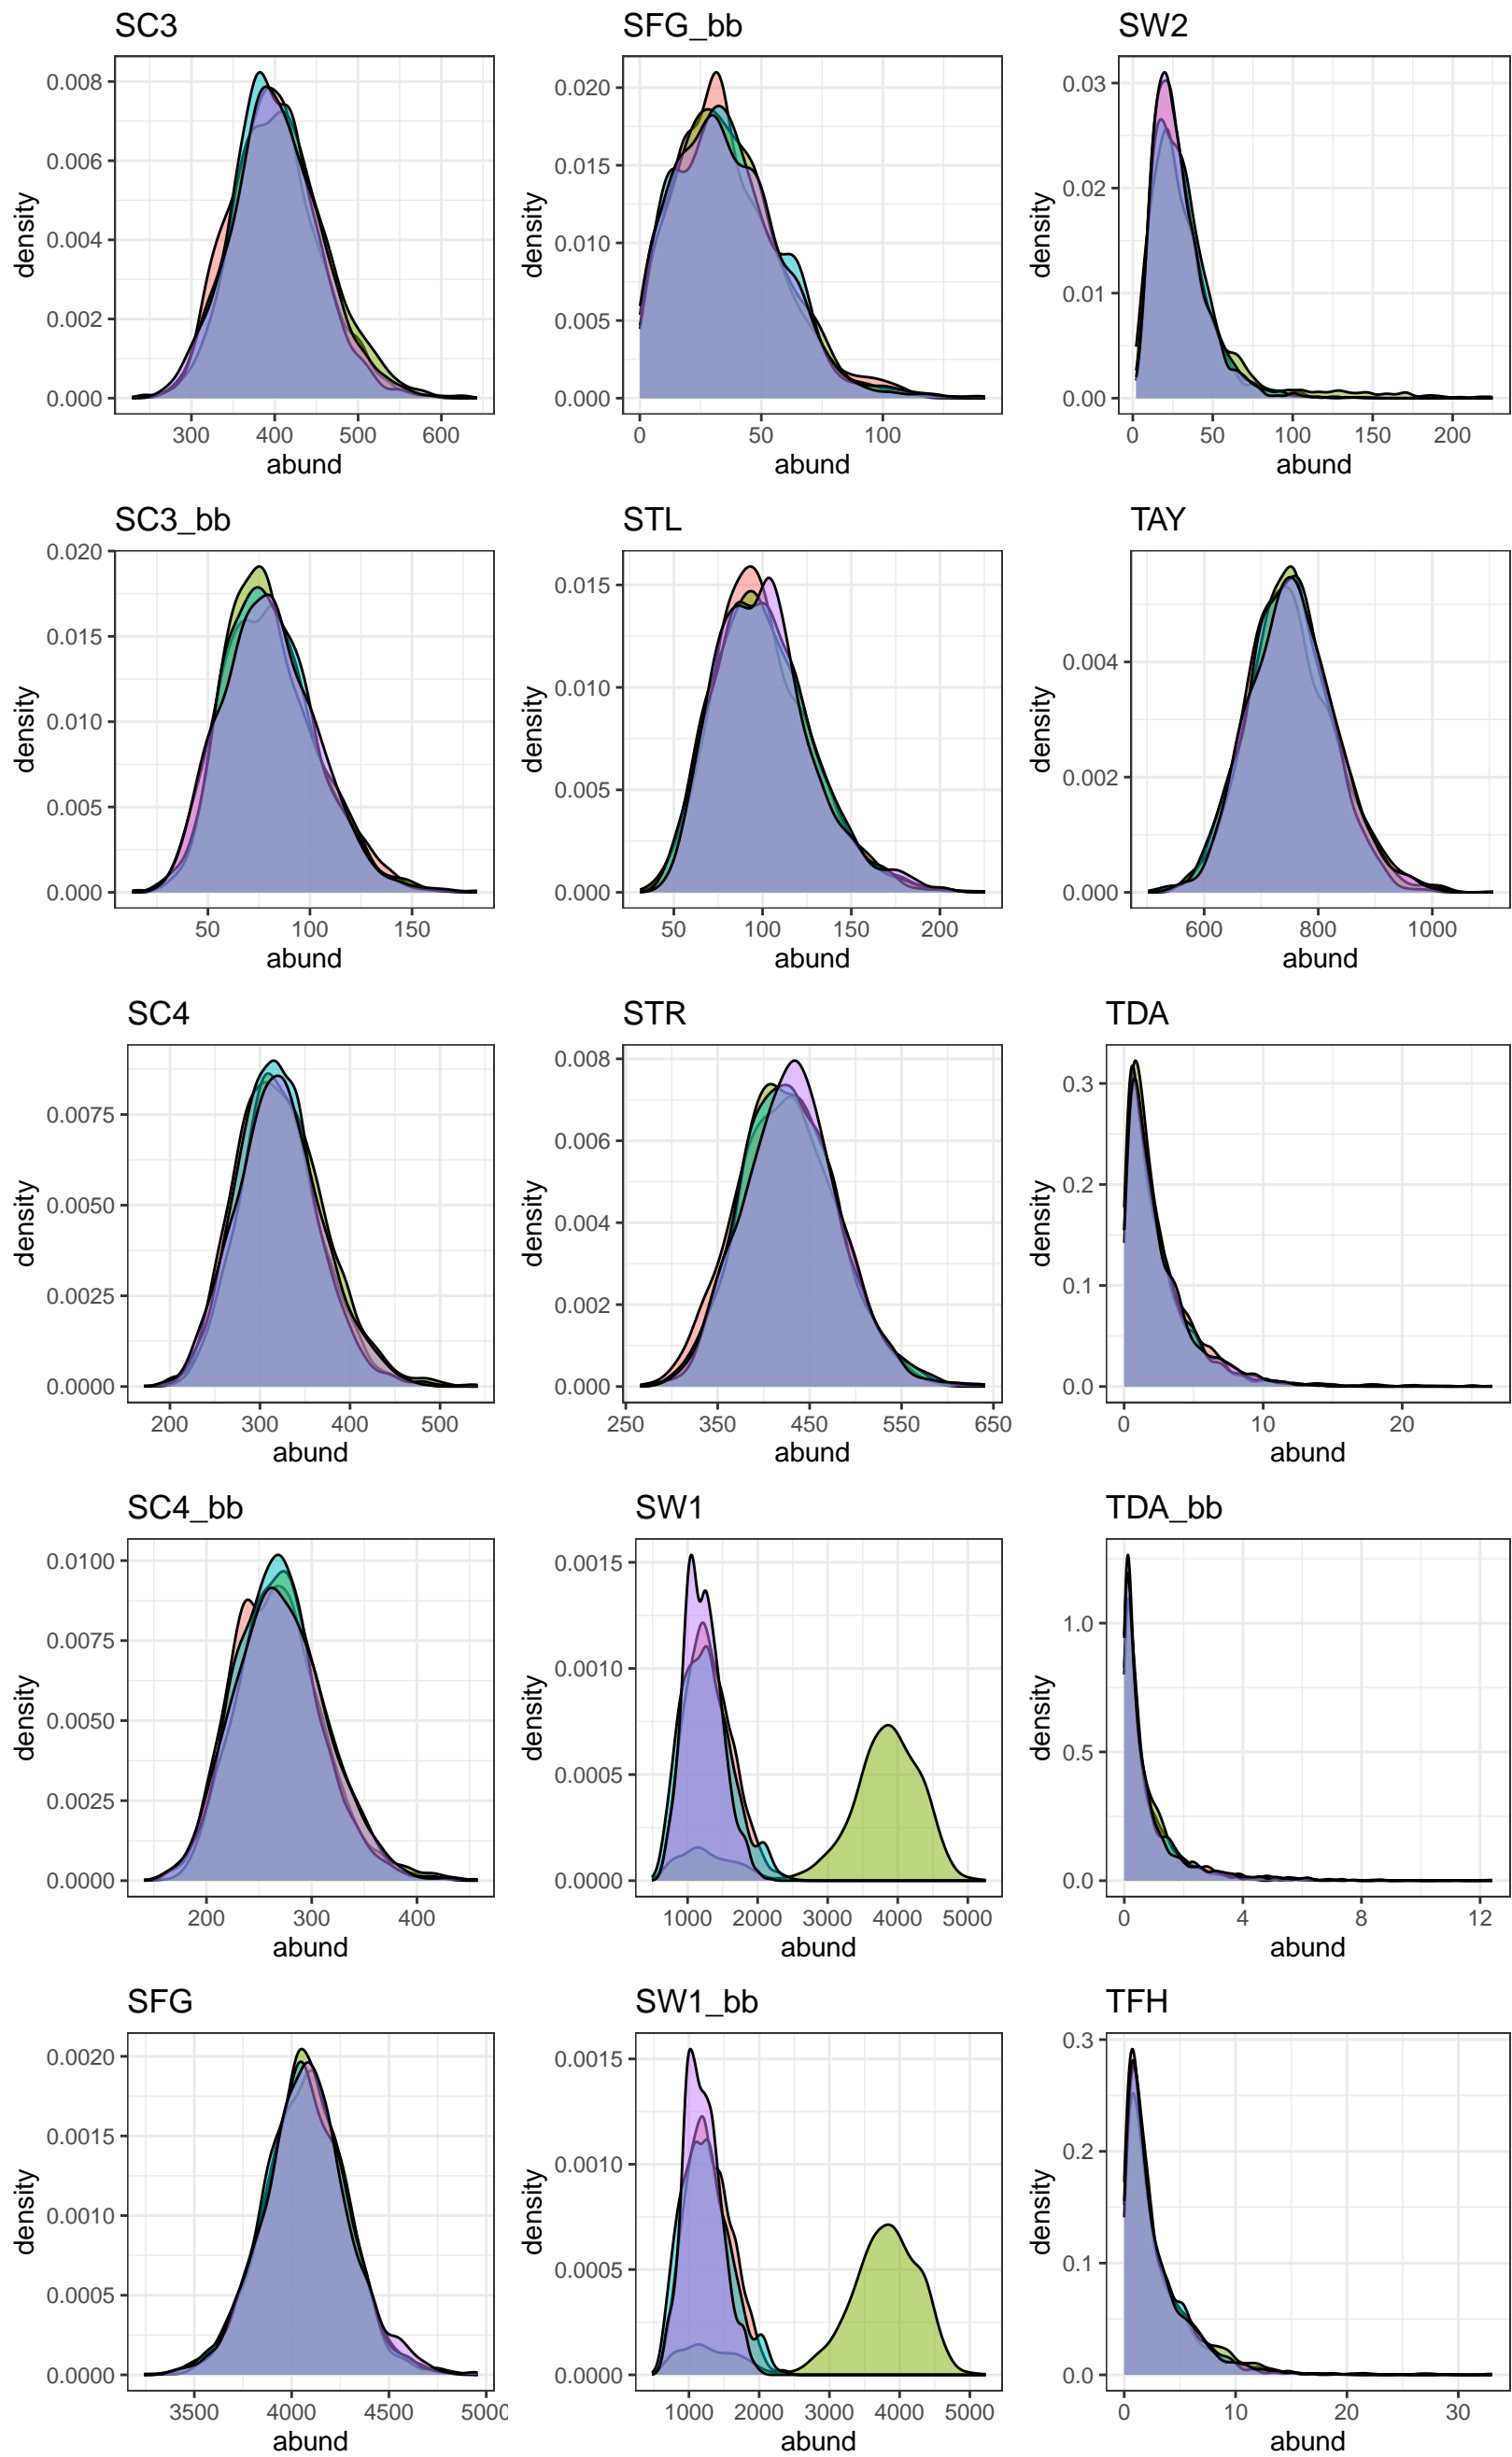 SC3
density
0.008
0.006
0.004
0.002
0.000
300 400 500 600
abund
SFG_bb
density
0.020
0.015
0.010
0.005
0.000
0 50 100
abund
SW2
density
0.03
0.02
0.01
0.00
0 50 100 150 200
abund
SC3_bb
density
0.020
0.015
0.010
0.005
0.000
50 100 150
abund
STL
density
0.015
0.010
0.005
0.000
50 100 150 200
abund
TAY
density
0.004
0.002
0.000
600 800 1000
abund
SC4
density
0.0075
0.0050
0.0025
0.0000
200 300 400 500
abund
STR
density
0.008
0.006
0.004
0.002
0.000
250 350 450 550 650
abund
TDA
density
0.3
0.2
0.1
0.0
0 10 20
abund
SC4_bb
density
0.0100
0.0075
0.0050
0.0025
0.0000
200 300 400
abund
SW1
density
0.0015
0.0010
0.0005
0.0000
1000 2000 3000 4000 5000
abund
TDA_bb
density
1.0
0.5
0.0
0 4 8 12
abund
SFG
density
0.0020
0.0015
0.0010
0.0005
0.0000
3500 4000 4500 5000
abund
SW1_bb
density
0.0015
0.0010
0.0005
0.0000
1000 2000 3000 4000 5000
abund
TFH
density
0.3
0.2
0.1
0.0
0 10 20 30
abund